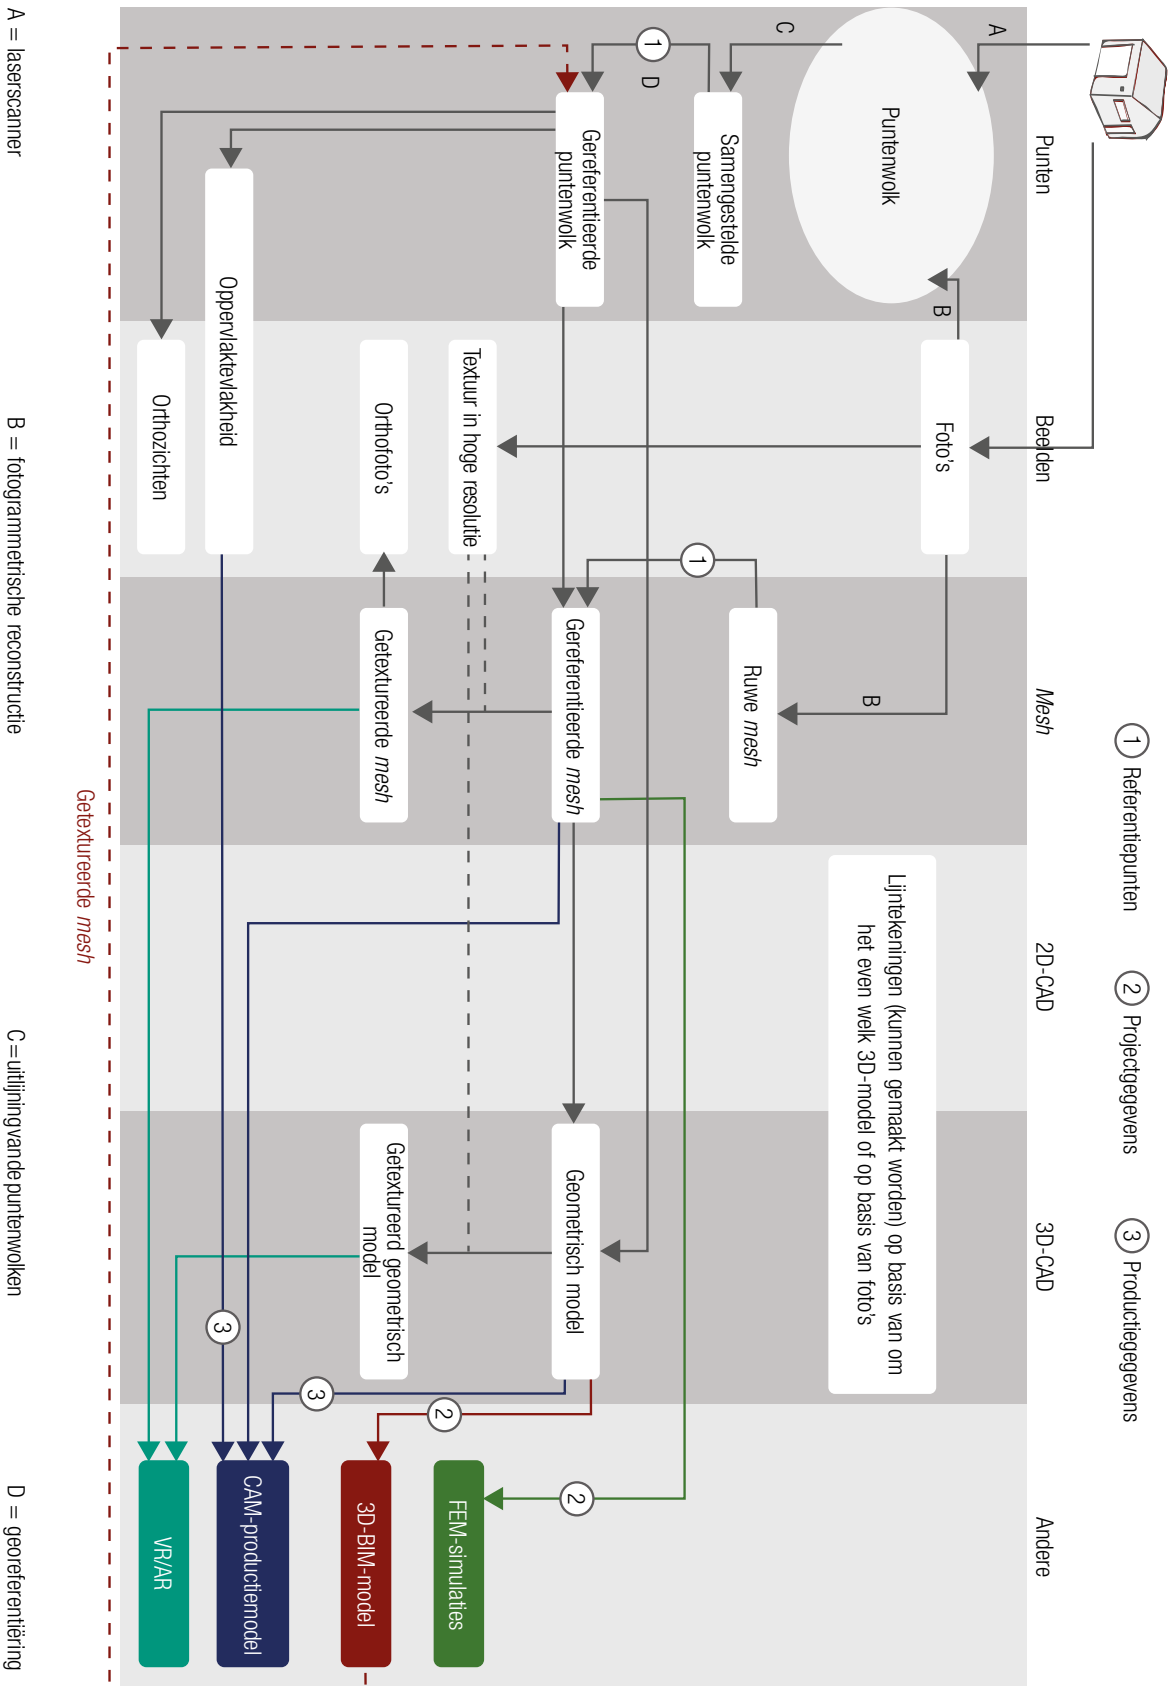 1 Referentiepunten
2 Projectgegevens
3 Productiegegevens
Punten
Beelden
Mesh
2D-CAD
3D-CAD
Andere
A
B
B
C
1
D
1
Puntenwolk
Foto's
Lijntekeningen (kunnen gemaakt worden) op basis van om
het even welk 3D-model of op basis van foto's
Samengestelde
puntenwolk
Ruwe mesh
Gereferentieerde
puntenwolk
Gereferentieerde mesh
Geometrisch model
2
Textuur in hoge resolutie
FEM-simulaties
2
Orthofoto's
Getextureerde mesh
Getextureerd geometrisch
model
3D-BIM-model
3
Oppervlaktevlakheid
3
CAM-productiemodel
Orthozichten
VR/AR
Getextureerde mesh
A = laserscanner
B = fotogrammetrische reconstructie
C = uitlijning van de puntenwolken
D = georeferentiëring